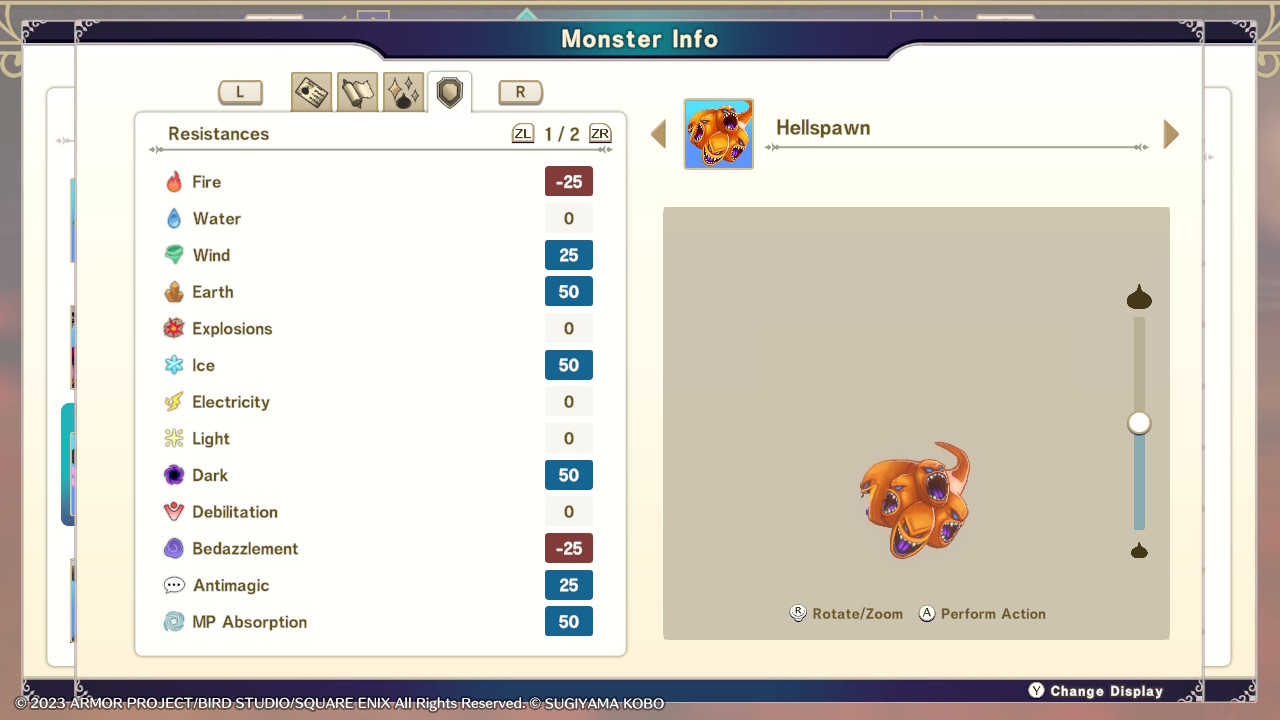 Monster Info
L
R
Resistances
ZL 1 / 2 ZR
Fire -25
Water 0
Wind 25
Earth 50
Explosions 0
Ice 50
Electricity 0
Light 0
Dark 50
Debilitation 0
Bedazzlement -25
Antimagic 25
MP Absorption 50
Hellspawn
R Rotate/Zoom A Perform Action
Y Change Display
© 2023 ARMOR PROJECT/BIRD STUDIO/SQUARE ENIX All Rights Reserved. © SUGIYAMA KOBO